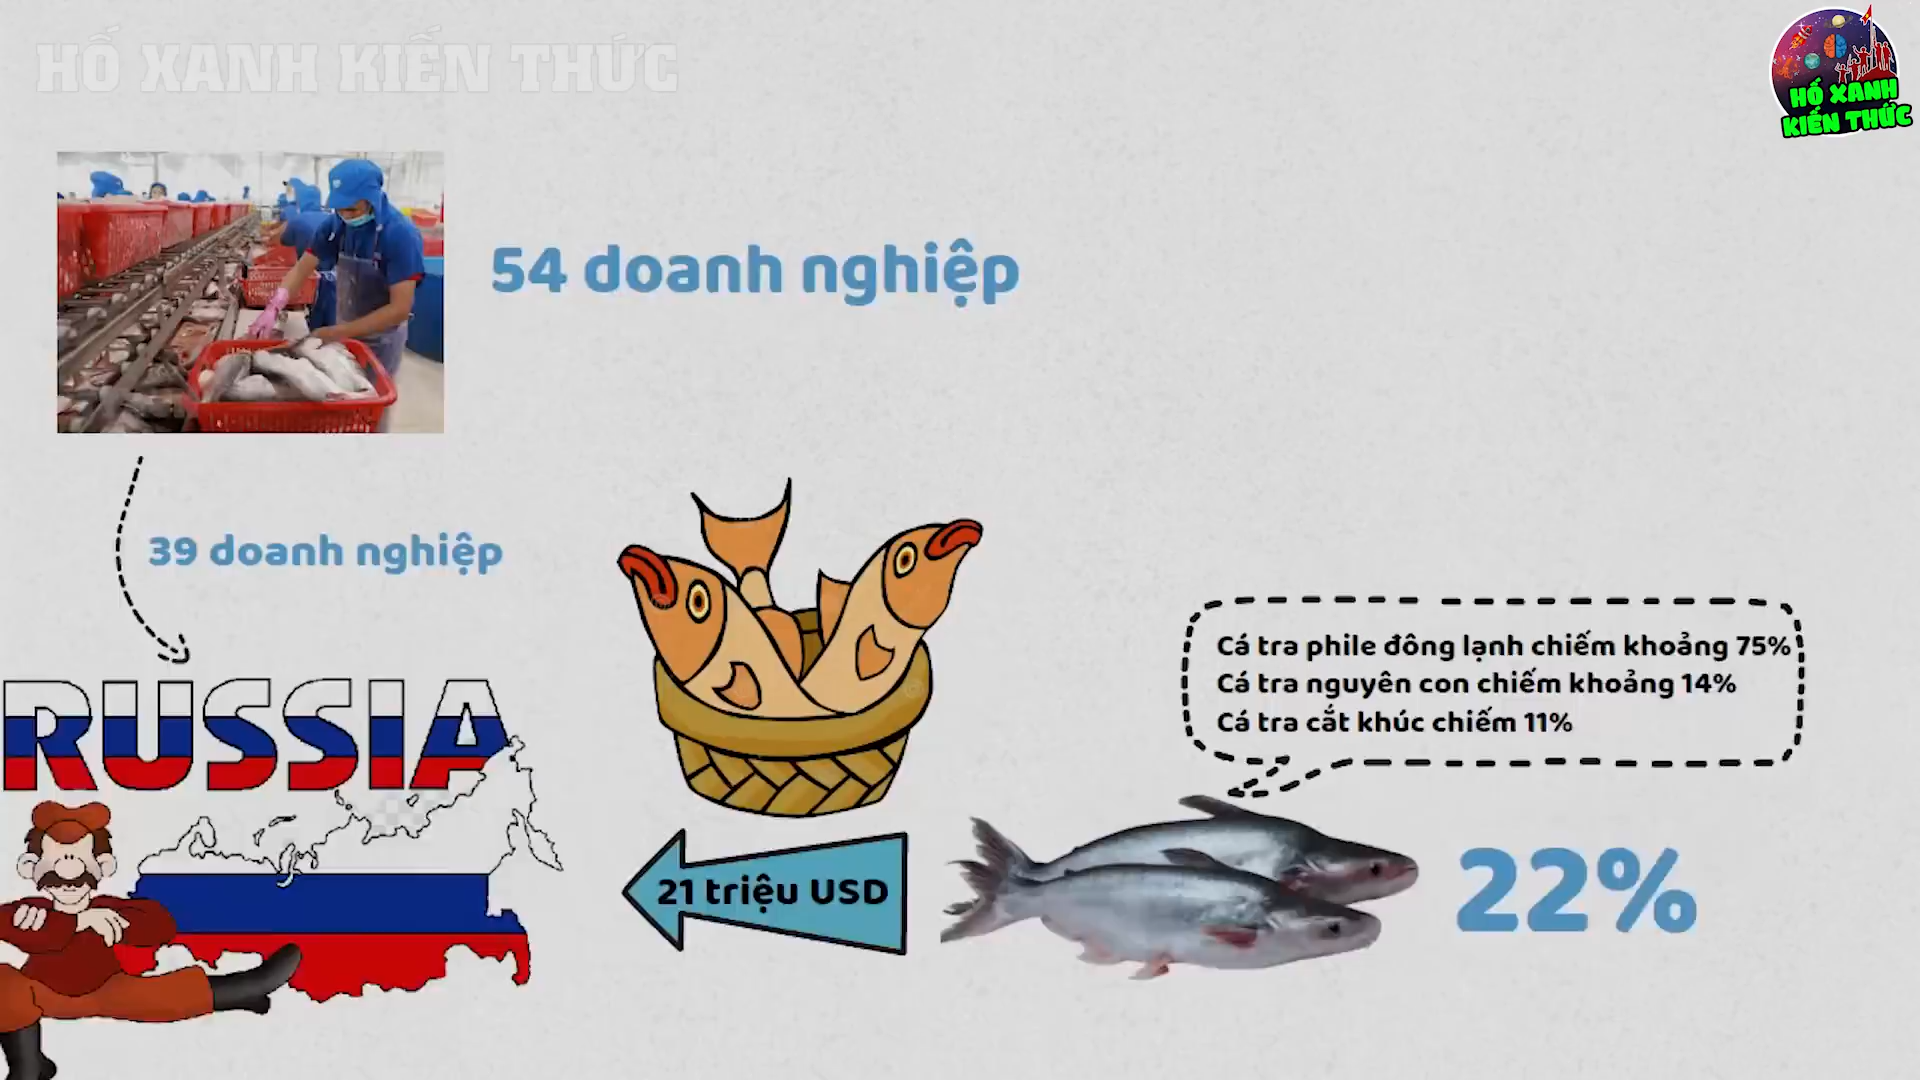 HỐ XANH KIẾN THỨC
HỐ XANH
KIẾN THỨC
54 doanh nghiệp
39 doanh nghiệp
Cá tra phile đông lạnh chiếm khoảng 75%
Cá tra nguyên con chiếm khoảng 14%
Cá tra cắt khúc chiếm 11%
RUSSIA
21 triệu USD
22%